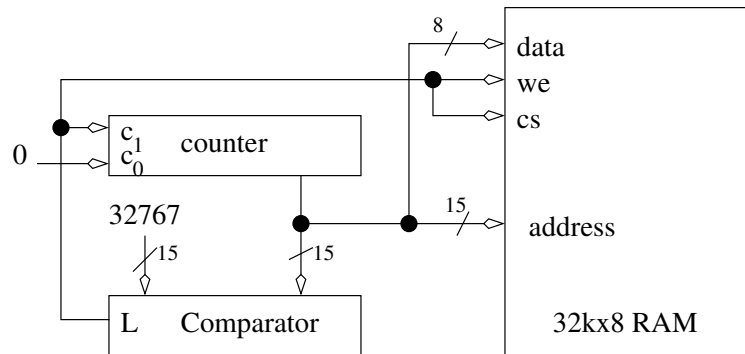 8
data
we
cs
c1
counter
0
c0
32767
15
15
15
address
L
Comparator
32kx8 RAM